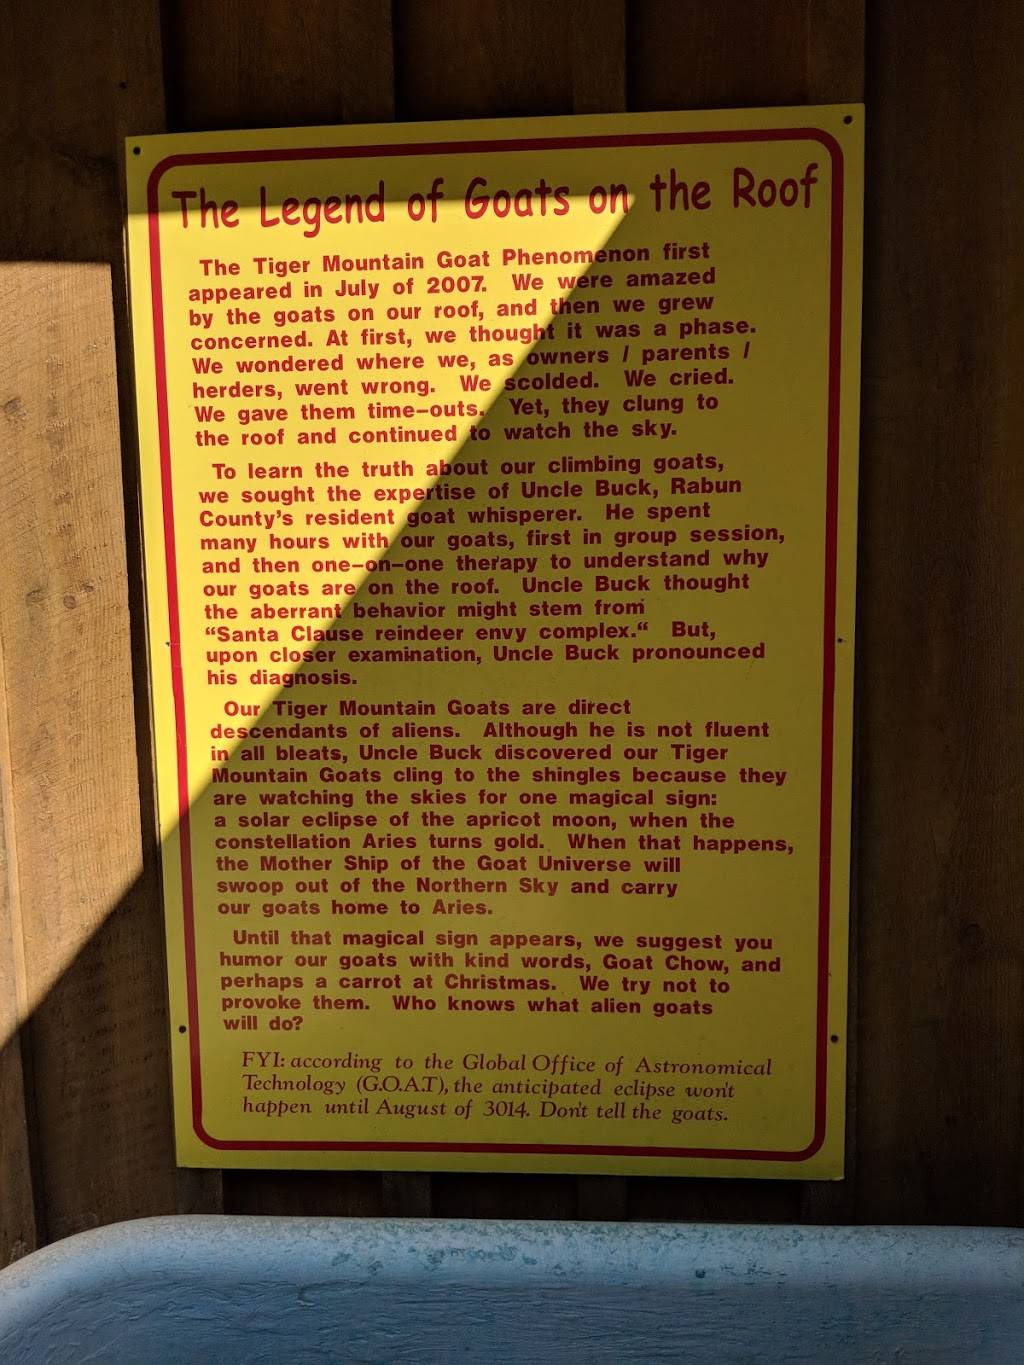 The Legend of Goats on the Roof
The Tiger Mountain Goat Phenomenon first
appeared in July of 2007. We were amazed
by the goats on our roof, and then we grew
concerned. At first, we thought it was a phase.
We wondered where we, as owners / parents /
herders, went wrong. We scolded. We cried.
We gave them time–outs. Yet, they clung to
the roof and continued to watch the sky.
To learn the truth about our climbing goats,
we sought the expertise of Uncle Buck, Rabun
County's resident goat whisperer. He spent
many hours with our goats, first in group session,
and then one–on–one therapy to understand why
our goats are on the roof. Uncle Buck thought
the aberrant behavior might stem from
“Santa Clause reindeer envy complex.“ But,
upon closer examination, Uncle Buck pronounced
his diagnosis.
Our Tiger Mountain Goats are direct
descendants of aliens. Although he is not fluent
in all bleats, Uncle Buck discovered our Tiger
Mountain Goats cling to the shingles because they
are watching the skies for one magical sign:
a solar eclipse of the apricot moon, when the
constellation Aries turns gold. When that happens,
the Mother Ship of the Goat Universe will
swoop out of the Northern Sky and carry
our goats home to Aries.
Until that magical sign appears, we suggest you
humor our goats with kind words, Goat Chow, and
perhaps a carrot at Christmas. We try not to
provoke them. Who knows what alien goats
will do?
FYI: according to the Global Office of Astronomical
Technology (G.O.A.T), the anticipated eclipse won't
happen until August of 3014. Don't tell the goats.